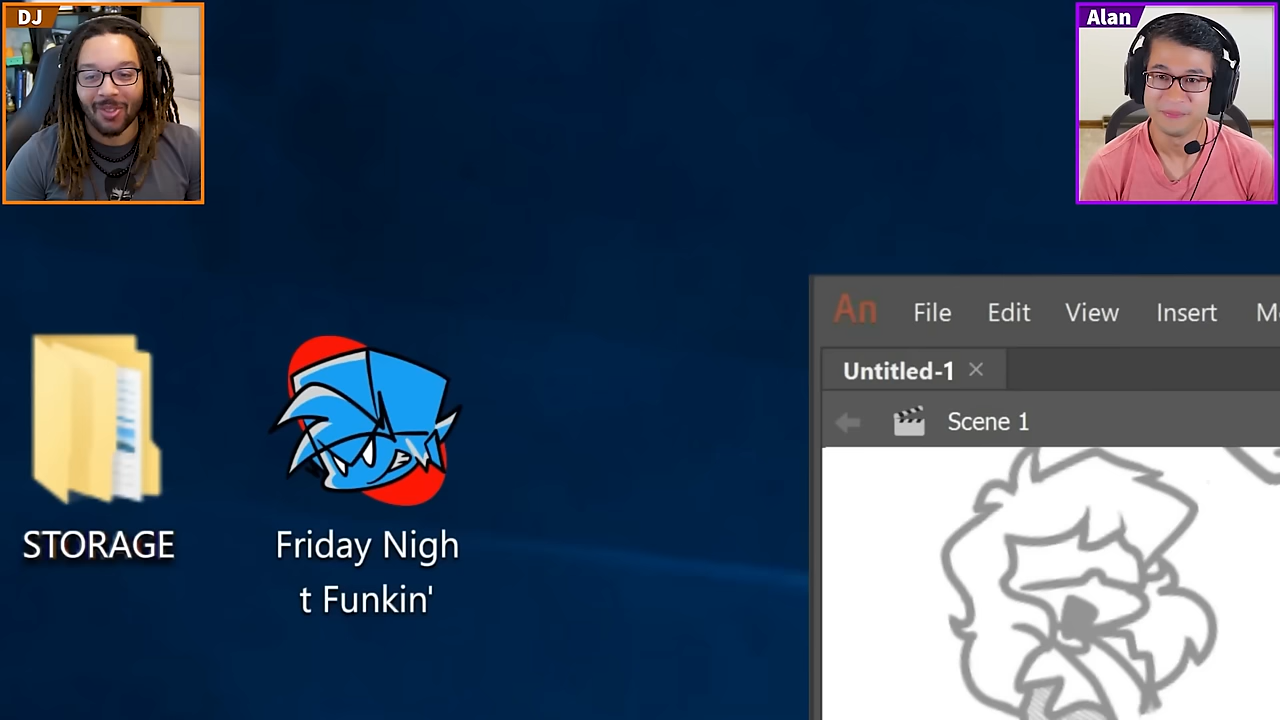 DJ
Alan
An File Edit View Insert
Untitled-1
Scene 1
STORAGE
Friday Nigh
t Funkin'